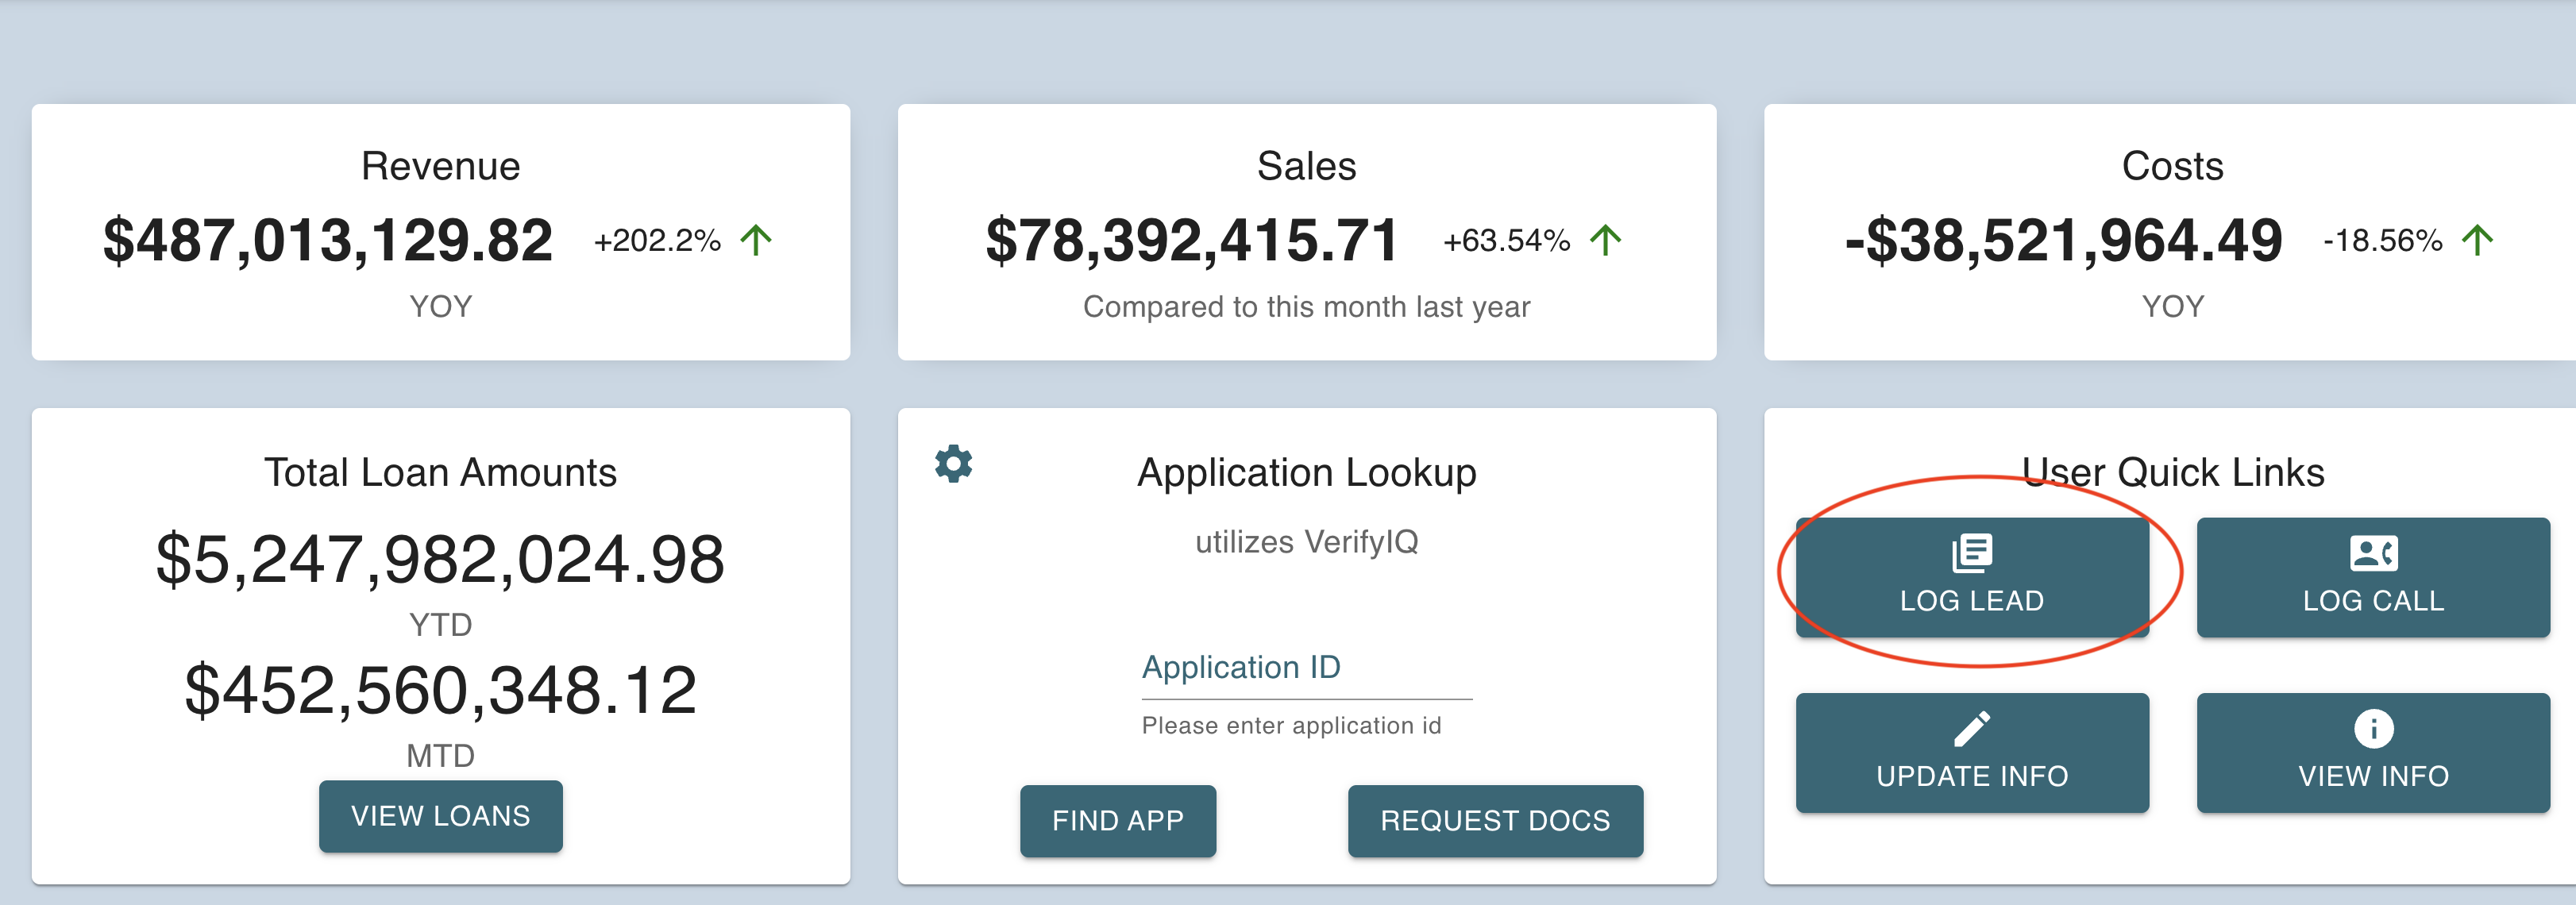 Revenue
$487,013,129.82 +202.2%
YOY
Sales
$78,392,415.71 +63.54%
Compared to this month last year
Costs
-$38,521,964.49 -18.56%
YOY
Total Loan Amounts
$5,247,982,024.98
YTD
$452,560,348.12
MTD
VIEW LOANS
Application Lookup
utilizes VerifyIQ
Application ID
Please enter application id
FIND APP
REQUEST DOCS
User Quick Links
LOG LEAD
LOG CALL
UPDATE INFO
VIEW INFO